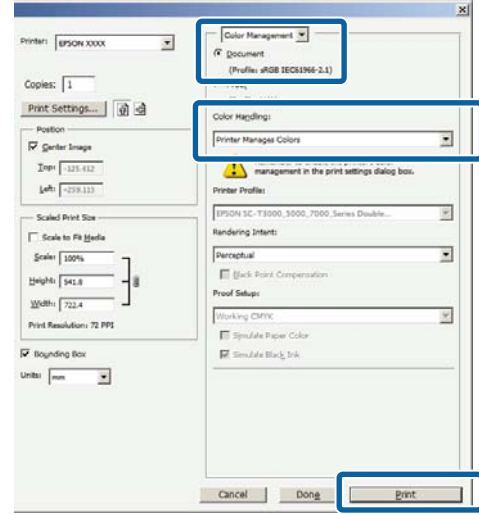 Printer: EPSON XXXX
Copies: 1
Print Settings...
Position
Center Image
Top: -125.412
Left: -259.113
Scaled Print Size
Scale to Fit Media
Scale: 100%
Height: 541.8
Width: 722.4
Print Resolution: 72 PPI
Bounding Box
Units: mm
Color Management
Document
(Profile: sRGB IEC61966-2.1)
Color Handling:
Printer Manages Colors
management in the print settings dialog box.
Printer Profile:
EPSON SC-T3000_5000_7000_Series Double...
Rendering Intent:
Perceptual
Black Point Compensation
Proof Setup:
Working CMYK
Simulate Paper Color
Simulate Black Ink
Cancel
Done
Print